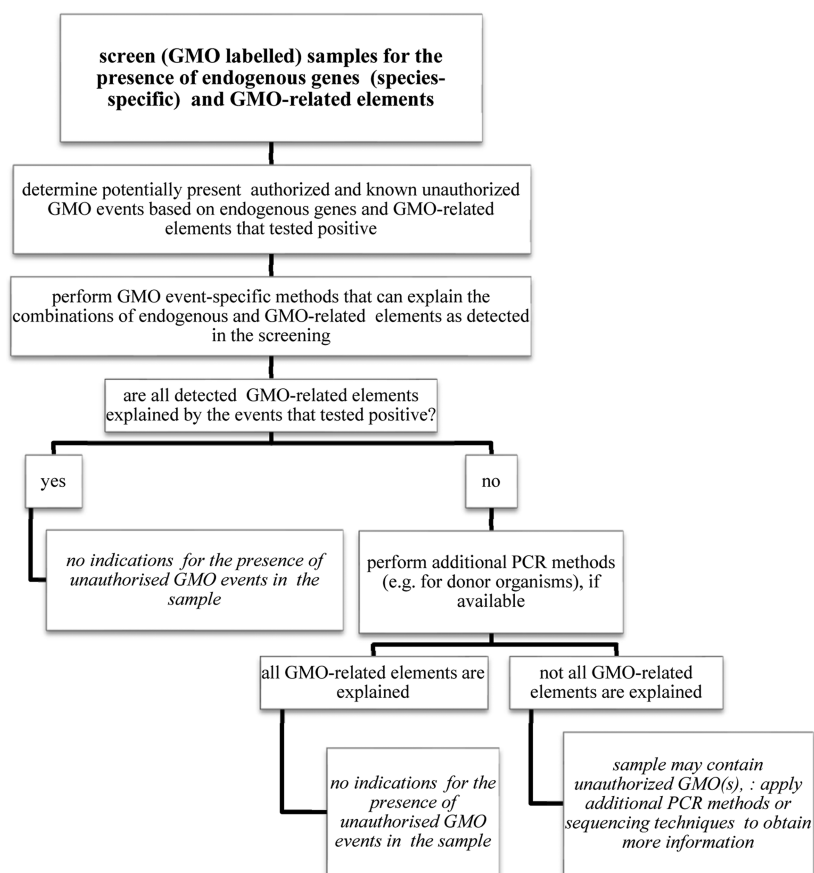 screen (GMO labelled) samples for the
presence of endogenous genes (species-
specific) and GMO-related elements
determine potentially present authorized and known unauthorized
GMO events based on endogenous genes and GMO-related
elements that tested positive
perform GMO event-specific methods that can explain the
combinations of endogenous and GMO-related elements as detected
in the screening
are all detected GMO-related elements
explained by the events that tested positive?
yes
no
no indications for the presence of
unauthorised GMO events in the
sample
perform additional PCR methods
(e.g. for donor organisms), if
available
all GMO-related elements are
explained
not all GMO-related
elements are explained
no indications for the
presence of
unauthorised GMO
events in the sample
sample may contain
unauthorized GMO(s), : apply
additional PCR methods or
sequencing techniques to obtain
more information